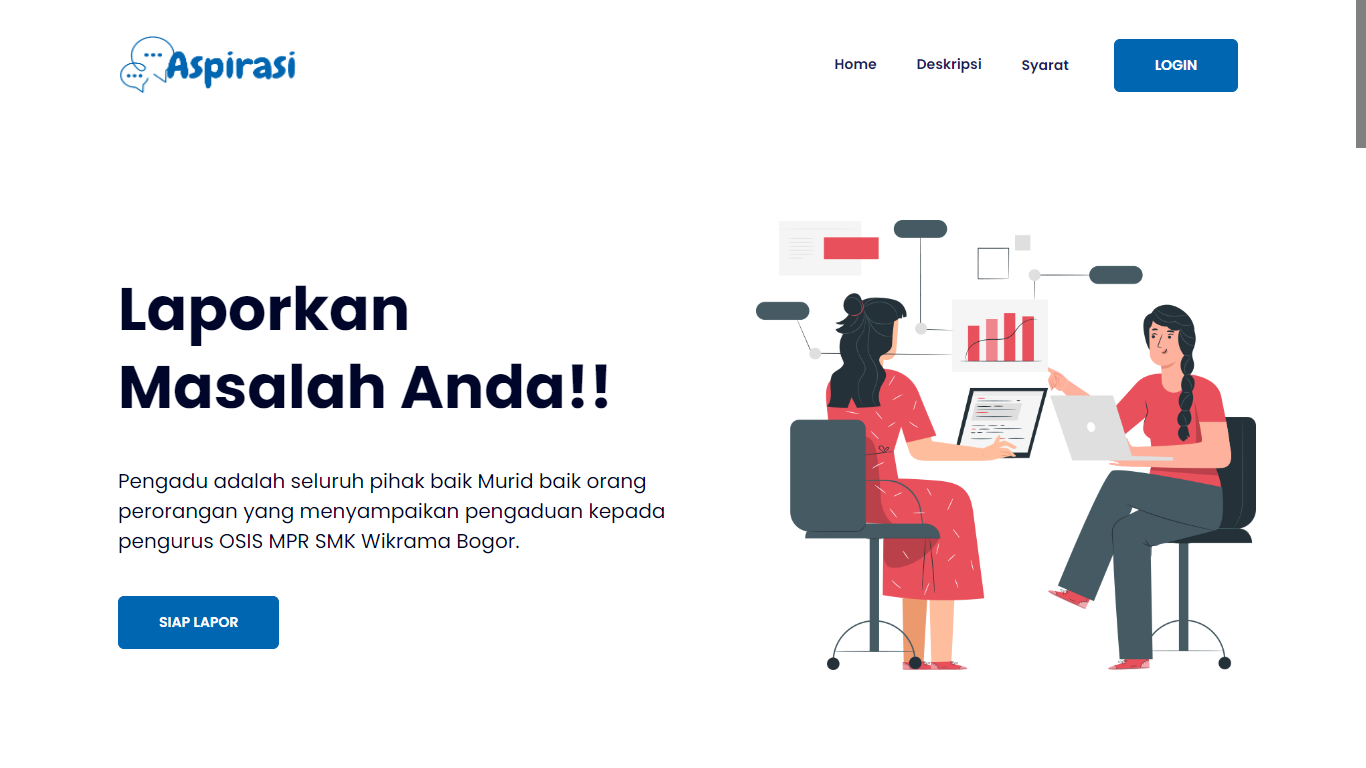 Aspirasi
Home
Deskripsi
Syarat
LOGIN
Laporkan
Masalah Anda!!
Pengadu adalah seluruh pihak baik Murid baik orang
perorangan yang menyampaikan pengaduan kepada
pengurus OSIS MPR SMK Wikrama Bogor.
SIAP LAPOR